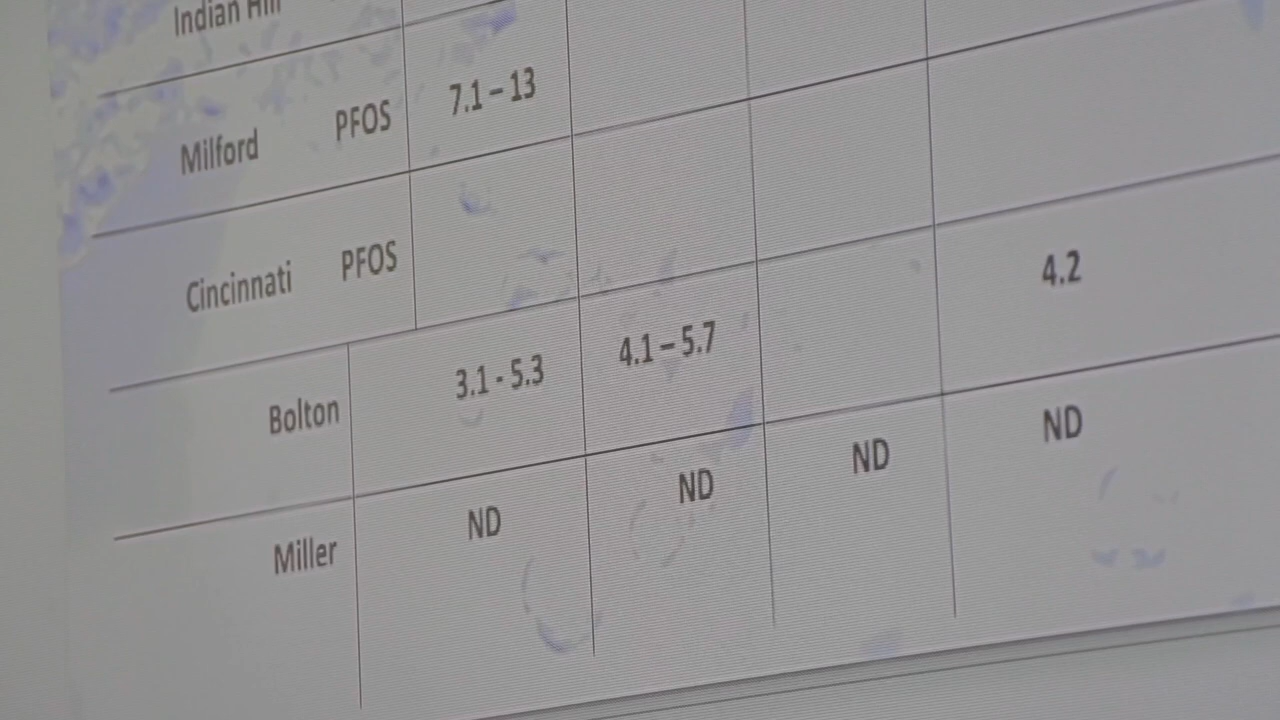 Indian Hill
Milford PFOS 7.1 – 13
Cincinnati PFOS
Bolton 3.1 - 5.3 4.1 – 5.7 4.2
Miller ND ND ND ND